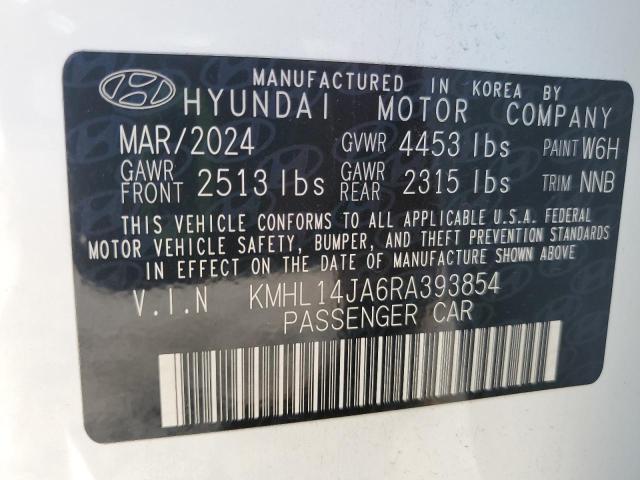 MANUFACTURED IN KOREA BY
HYUNDAI MOTOR COMPANY
MAR/2024 GVWR 4453 lbs PAINT W6H
GAWR FRONT 2513 lbs GAWR REAR 2315 lbs TRIM NNB
THIS VEHICLE CONFORMS TO ALL APPLICABLE U.S.A. FEDERAL
MOTOR VEHICLE SAFETY, BUMPER, AND THEFT PREVENTION STANDARDS
IN EFFECT ON THE DATE OF MANUFACTURE SHOWN ABOVE.
V.I.N KMHL14JA6RA393854
PASSENGER CAR